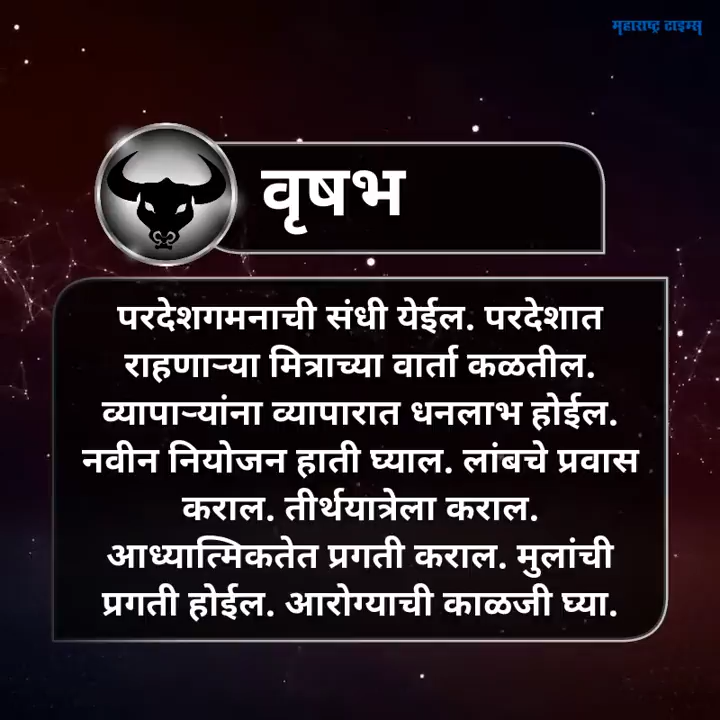 महाराष्ट्र टाइम्स
वृषभ
परदेशगमनाची संधी येईल. परदेशात
राहणाऱ्या मित्राच्या वार्ता कळतील.
व्यापाऱ्यांना व्यापारात धनलाभ होईल.
नवीन नियोजन हाती घ्याल. लांबचे प्रवास
कराल. तीर्थयात्रेला कराल.
आध्यात्मिकतेत प्रगती कराल. मुलांची
प्रगती होईल. आरोग्याची काळजी घ्या.